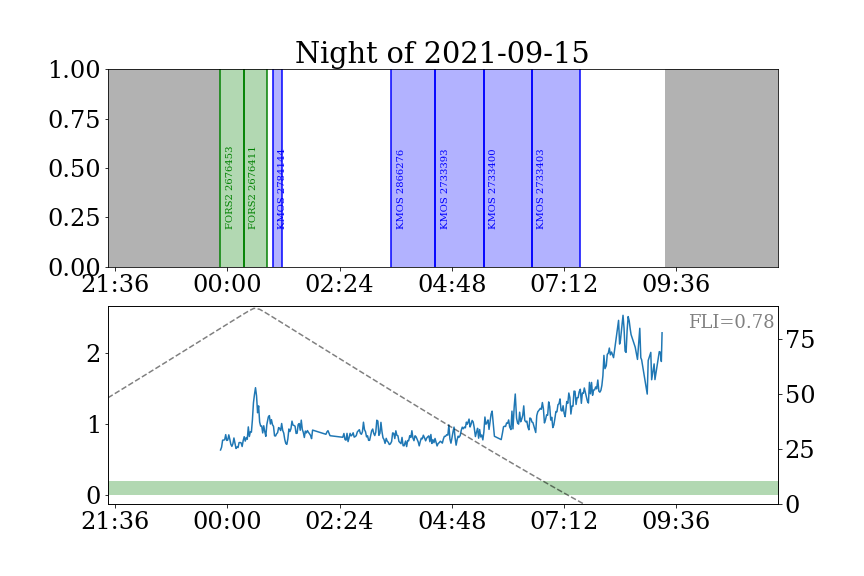 Night of 2021-09-15
1.00
0.75
0.50
0.25
0.00
FORS2 2676453
FORS2 2676411
KMOS 2784144
KMOS 2866276
KMOS 2733393
KMOS 2733400
KMOS 2733403
21:36 00:00 02:24 04:48 07:12 09:36
FLI=0.78
2
1
0
75
50
25
0
21:36 00:00 02:24 04:48 07:12 09:36